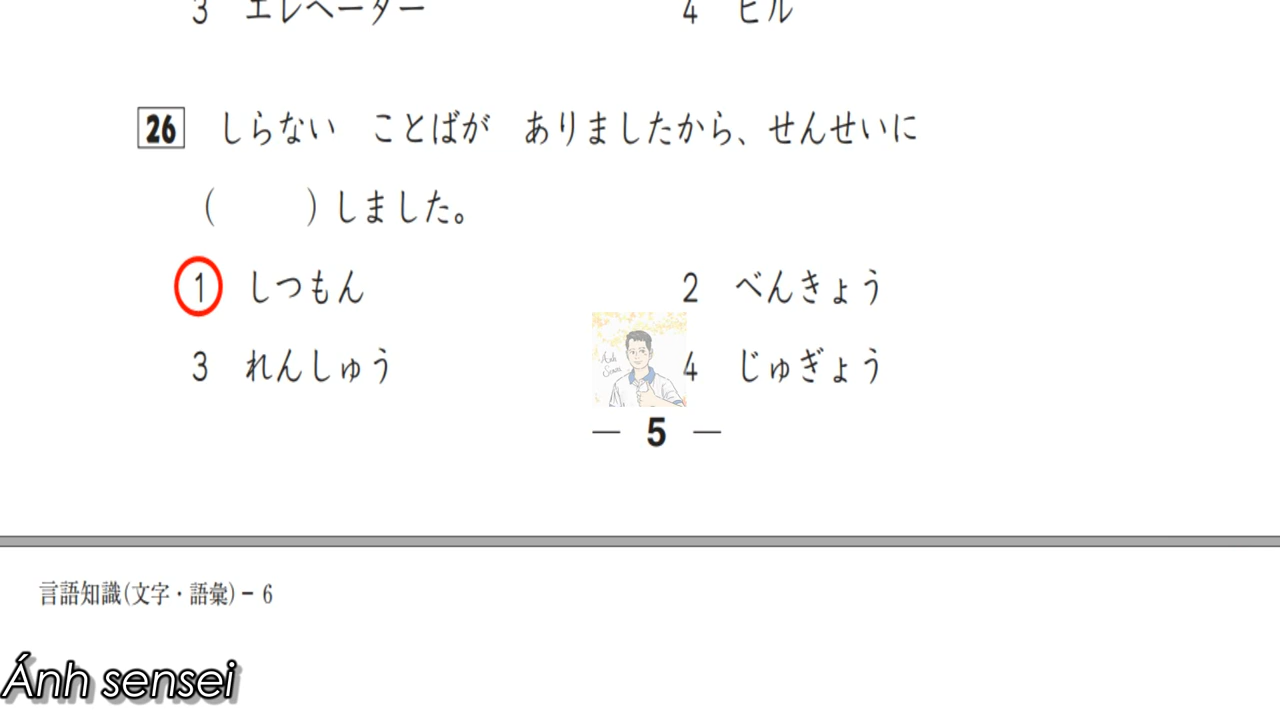 3 エレベーター 4 ビル
26 しらない ことばが ありましたから、せんせいに
( )しました。
1 しつもん 2 べんきょう
3 れんしゅう 4 じゅぎょう
Ánh Sensei
— 5 —
言語知識(文字・語彙)− 6
Ánh sensei